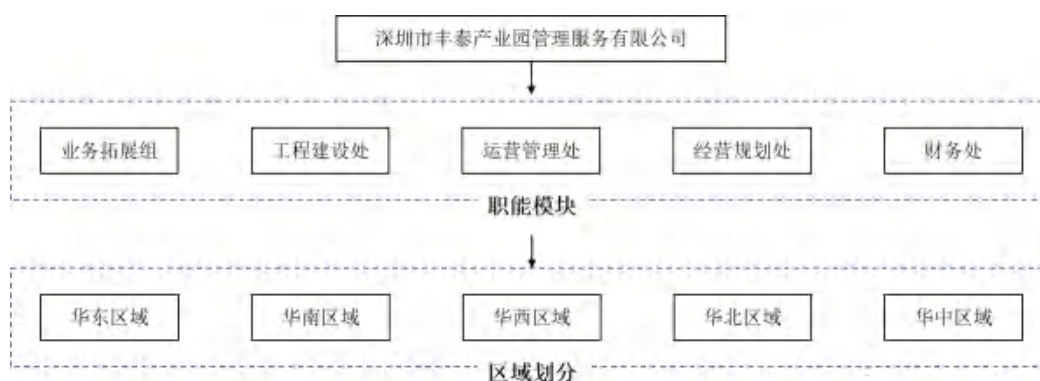 深圳市丰泰产业园管理服务有限公司
业务拓展组 工程建设处 运营管理处 经营规划处 财务处
职能模块
华东区域 华南区域 华西区域 华北区域 华中区域
区域划分